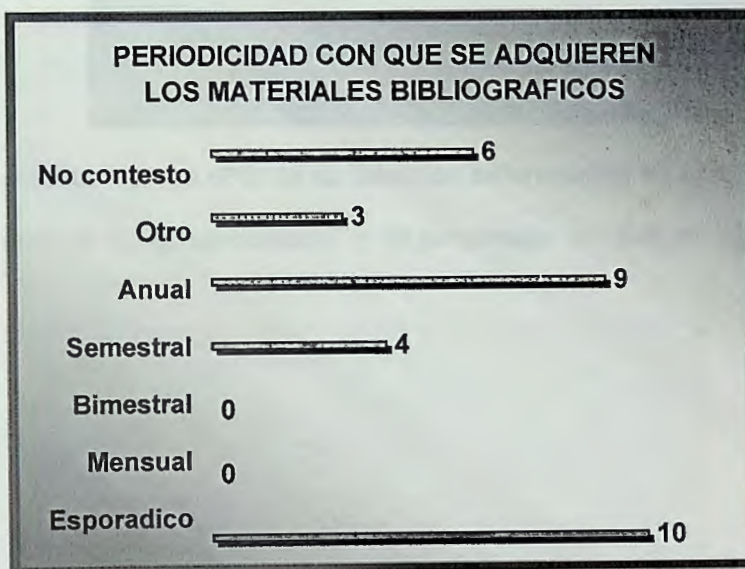 PERIODICIDAD CON QUE SE ADQUIEREN
LOS MATERIALES BIBLIOGRAFICOS
No contesto 6
Otro 3
Anual 9
Semestral 4
Bimestral 0
Mensual 0
Esporadico 10